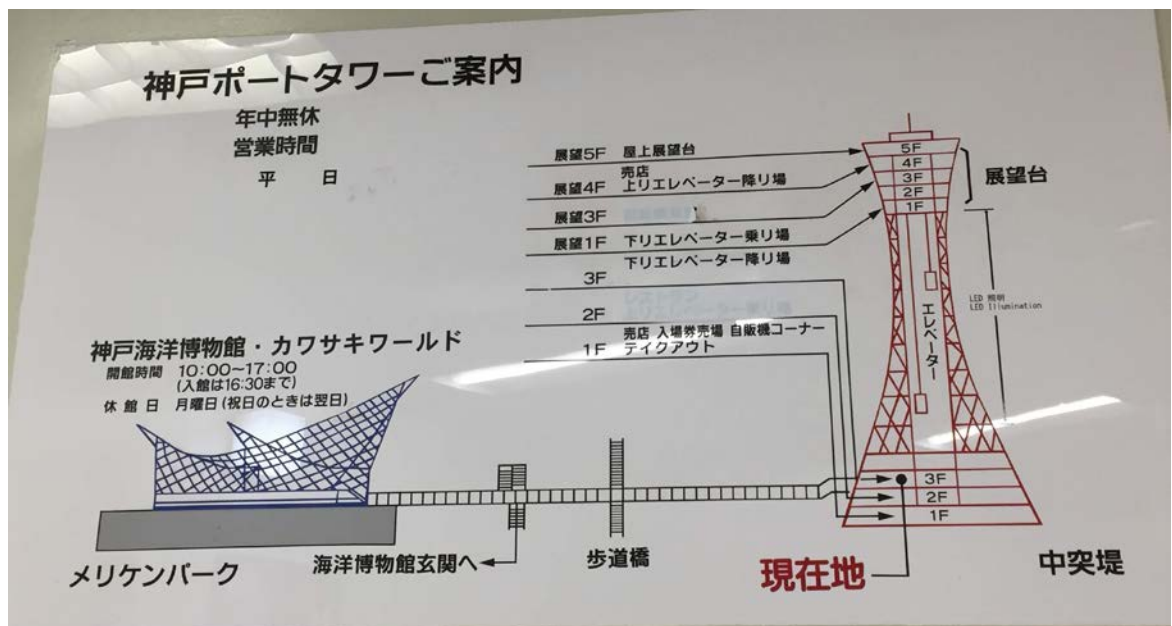 神戸ポートタワーご案内
年中無休
営業時間
平 日
展望5F 屋上展望台
売店
展望4F 上りエレベーター降り場
展望3F
展望1F 下りエレベーター乗り場
下りエレベーター降り場
3F
2F
売店 入場券売場 自販機コーナー
1F テイクアウト
5F
4F
3F
2F
1F
展望台
エレベーター
LED 照明
LED Illumination
神戸海洋博物館・カワサキワールド
開館時間 10:00~17:00
(入館は16:30まで)
休館日 月曜日(祝日のときは翌日)
3F
2F
1F
メリケンパーク
海洋博物館玄関へ
歩道橋
現在地
中突堤